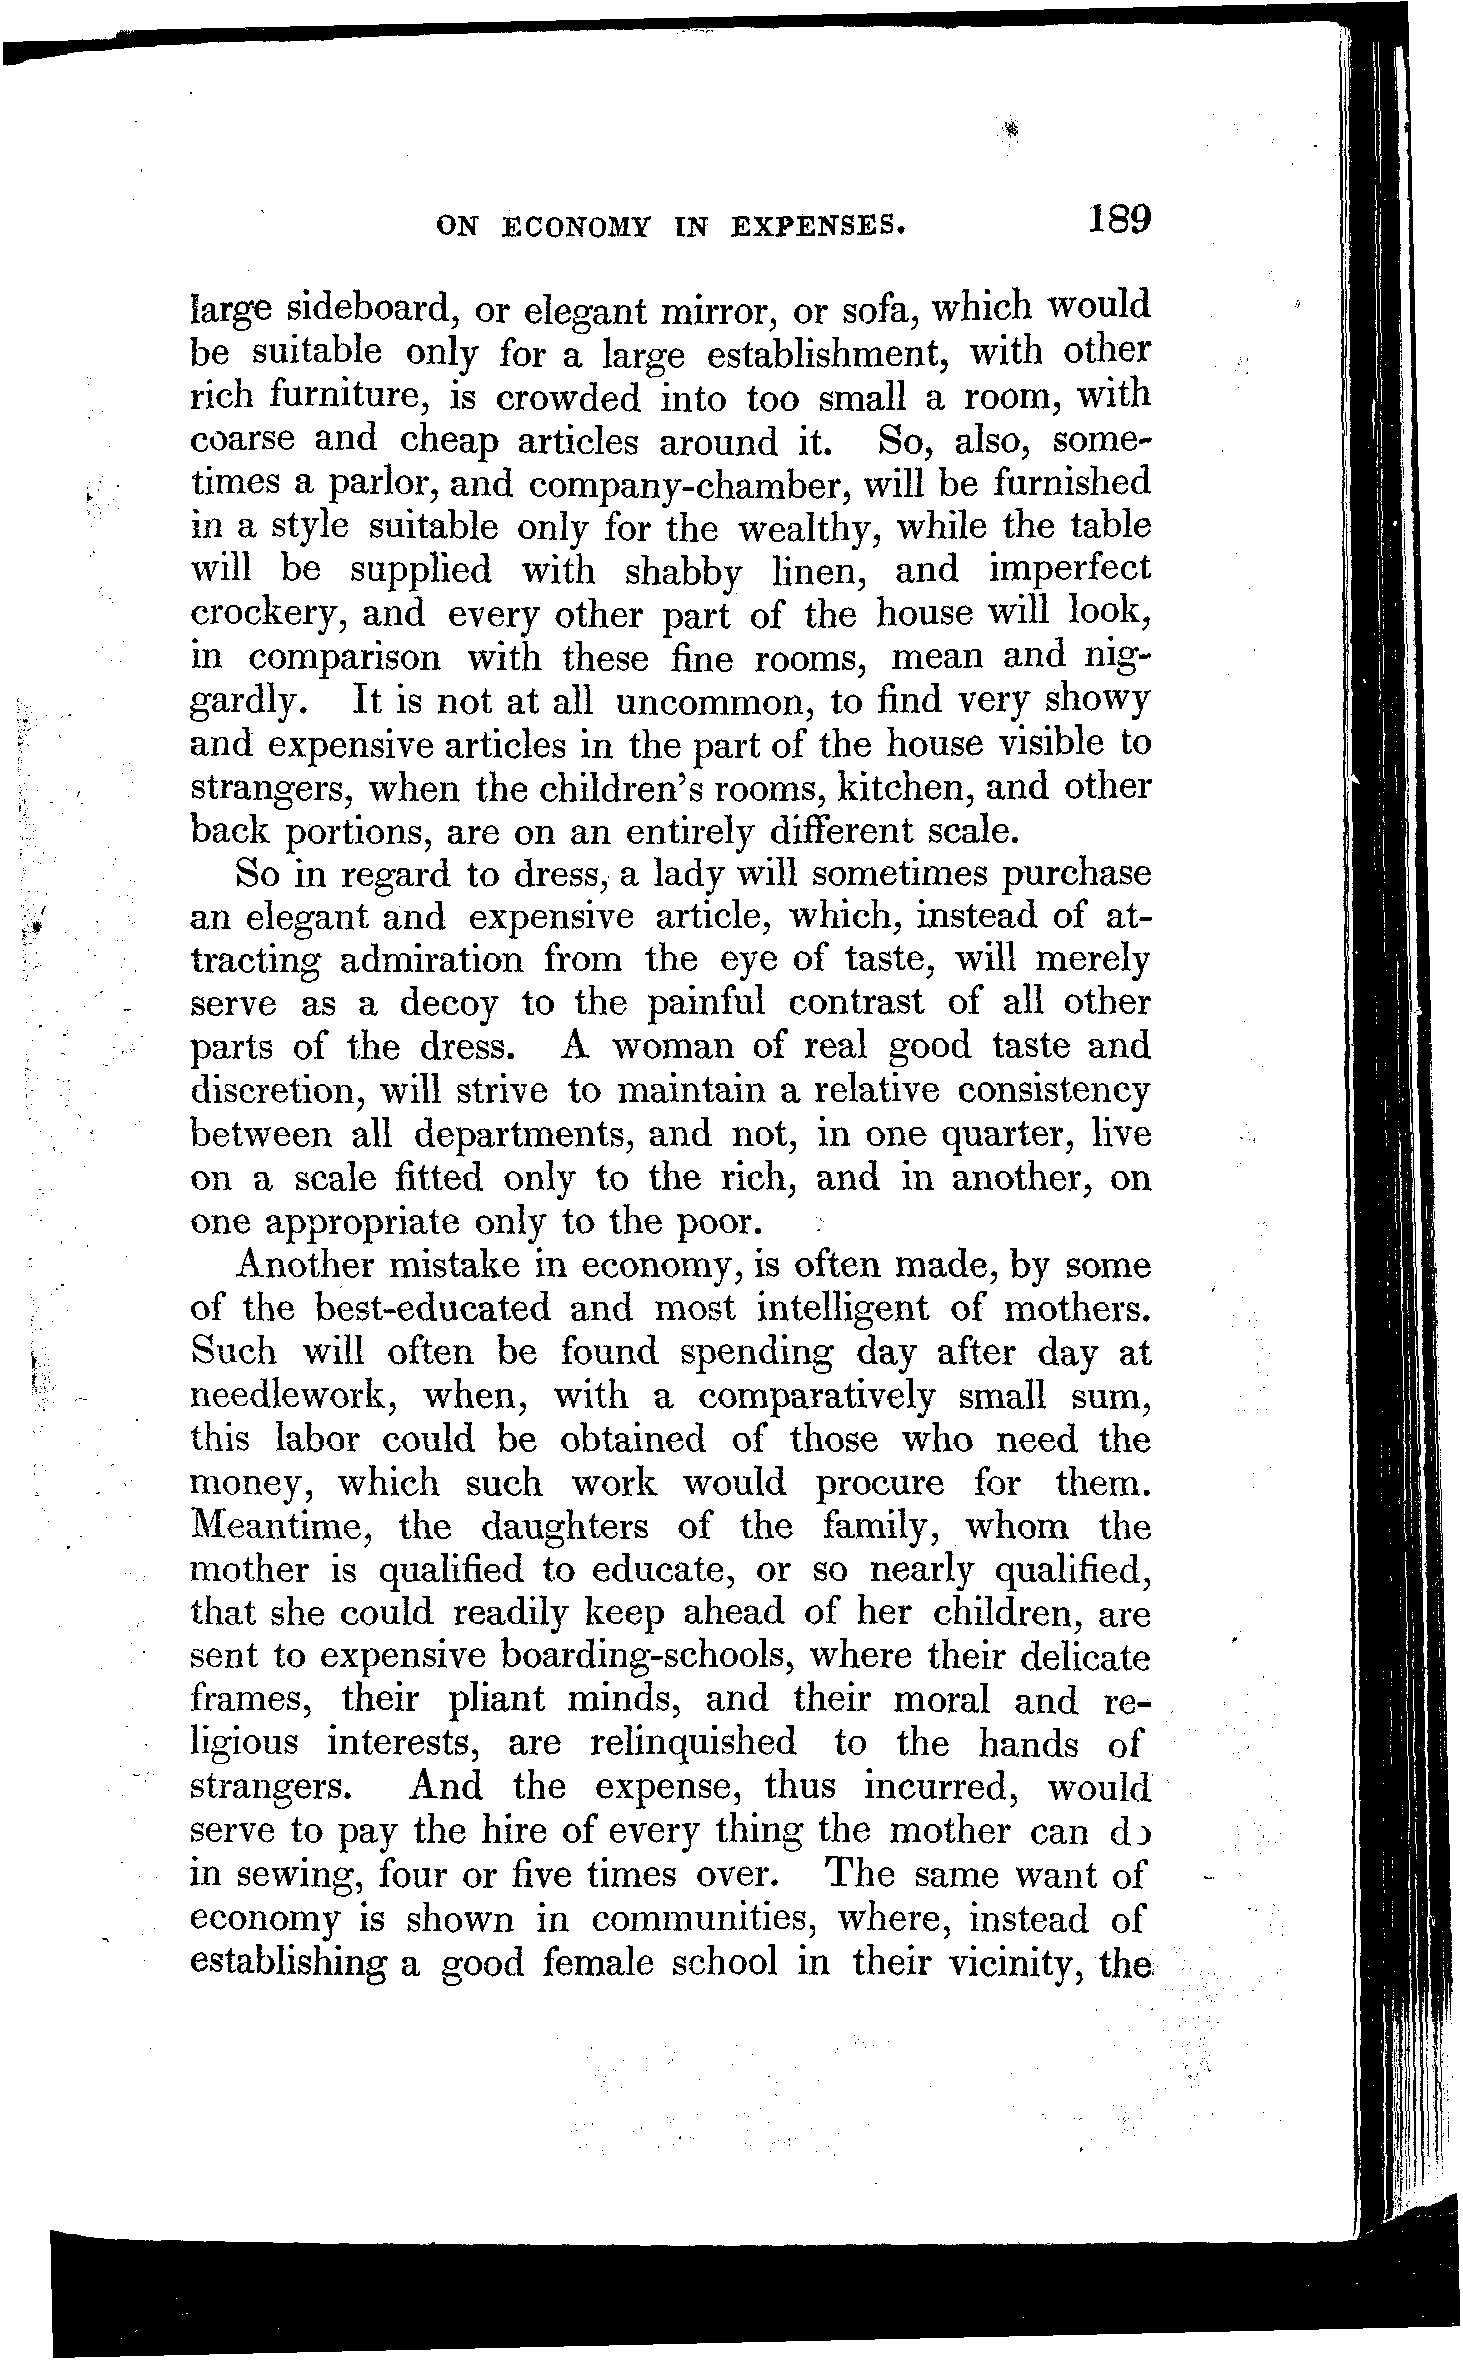 ON ECONOMY IN EXPENSES. 189
large sideboard, or elegant mirror, or sofa, which would
be suitable only for a large establishment, with other
rich furniture, is crowded into too small a room, with
coarse and cheap articles around it. So, also, some-
times a parlor, and company-chamber, will be furnished
in a style suitable only for the wealthy, while the table
will be supplied with shabby linen, and imperfect
crockery, and every other part of the house will look,
in comparison with these fine rooms, mean and nig-
gardly. It is not at all uncommon, to find very showy
and expensive articles in the part of the house visible to
strangers, when the children's rooms, kitchen, and other
back portions, are on an entirely different scale.
So in regard to dress, a lady will sometimes purchase
an elegant and expensive article, which, instead of at-
tracting admiration from the eye of taste, will merely
serve as a decoy to the painful contrast of all other
parts of the dress. A woman of real good taste and
discretion, will strive to maintain a relative consistency
between all departments, and not, in one quarter, live
on a scale fitted only to the rich, and in another, on
one appropriate only to the poor.
Another mistake in economy, is often made, by some
of the best-educated and most intelligent of mothers.
Such will often be found spending day after day at
needlework, when, with a comparatively small sum,
this labor could be obtained of those who need the
money, which such work would procure for them.
Meantime, the daughters of the family, whom the
mother is qualified to educate, or so nearly qualified,
that she could readily keep ahead of her children, are
sent to expensive boarding-schools, where their delicate
frames, their pliant minds, and their moral and re-
ligious interests, are relinquished to the hands of
strangers. And the expense, thus incurred, would
serve to pay the hire of every thing the mother can do
in sewing, four or five times over. The same want of
economy is shown in communities, where, instead of
establishing a good female school in their vicinity, the